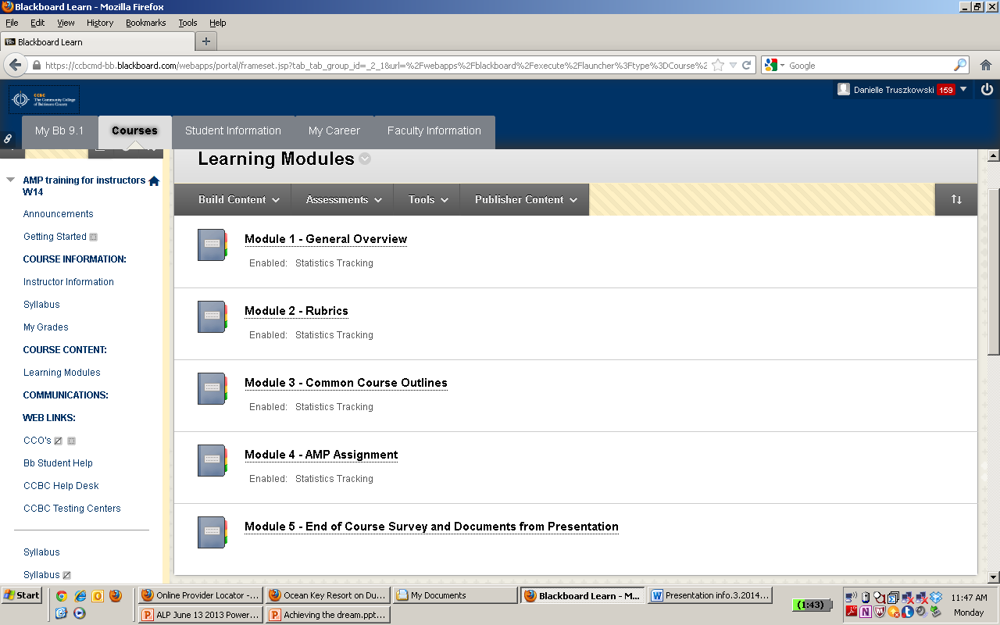 Blackboard Learn - Mozilla Firefox
File Edit View History Bookmarks Tools Help
Blackboard Learn
https://ccbcmd-bb.blackboard.com/webapps/portal/frameset.jsp?tab_tab_group_id=_2_1&url=%2Fwebapps%2Fblackboard%2Fexecute%2Flauncher%3Ftype%3DCourse%2
Google
CCBC
The Community College
of Baltimore County
Danielle Truszkowski 159
My Bb 9.1 Courses Student Information My Career Faculty Information
AMP training for instructors
W14
Announcements
Getting Started
COURSE INFORMATION:
Instructor Information
Syllabus
My Grades
COURSE CONTENT:
Learning Modules
COMMUNICATIONS:
WEB LINKS:
CCO's
Bb Student Help
CCBC Help Desk
CCBC Testing Centers
Syllabus
Syllabus
Learning Modules
Build Content Assessments Tools Publisher Content
Module 1 - General Overview
Enabled: Statistics Tracking
Module 2 - Rubrics
Enabled: Statistics Tracking
Module 3 - Common Course Outlines
Enabled: Statistics Tracking
Module 4 - AMP Assignment
Enabled: Statistics Tracking
Module 5 - End of Course Survey and Documents from Presentation
Start
Online Provider Locator -... Ocean Key Resort on Du... My Documents Blackboard Learn - M... Presentation info.3.2014...
ALP June 13 2013 Power... Achieving the dream.ppt...
(1:43)
11:47 AM
Monday